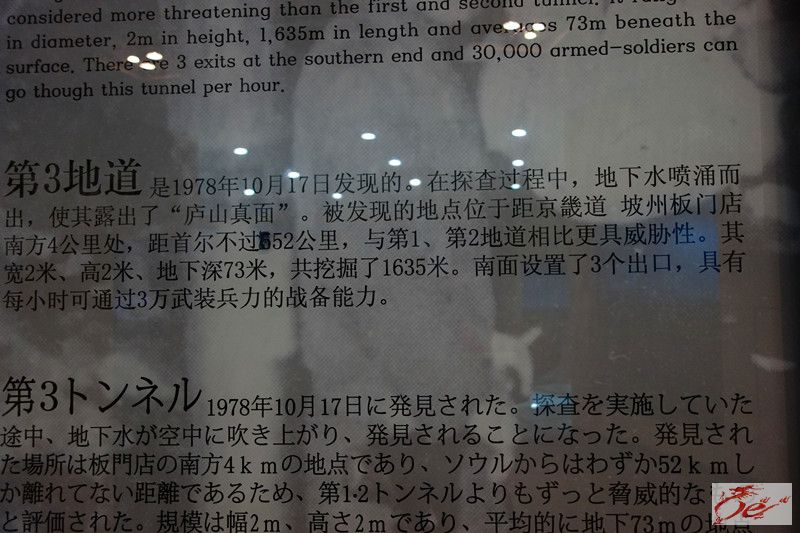 considered more threatening than the first and second tunnel. It
in diameter, 2m in height, 1,635m in length and averages 73m beneath the
surface. There are 3 exits at the southern end and 30,000 armed-soldiers can
go though this tunnel per hour.
第3地道 是1978年10月17日发现的。在探查过程中，地下水喷涌而
出，使其露出了“庐山真面”。被发现的地点位于距京畿道 坡州板门店
南方4公里处，距首尔不过52公里，与第1、第2地道相比更具威胁性。其
宽2米、高2米、地下深73米，共挖掘了1635米。南面设置了3个出口，具有
每小时可通过3万武装兵力的战备能力。
第3トンネル 1978年10月17日に発見された。探査を実施していた
途中、地下水が空中に吹き上がり、発見されることになった。発見され
た場所は板門店の南方4ｋｍの地点であり、ソウルからはわずか52ｋｍし
か離れてない距離であるため、第1·2トンネルよりもずっと脅威的な
と評価された。規模は幅2ｍ、高さ2ｍであり、平均的に地下73ｍの地点